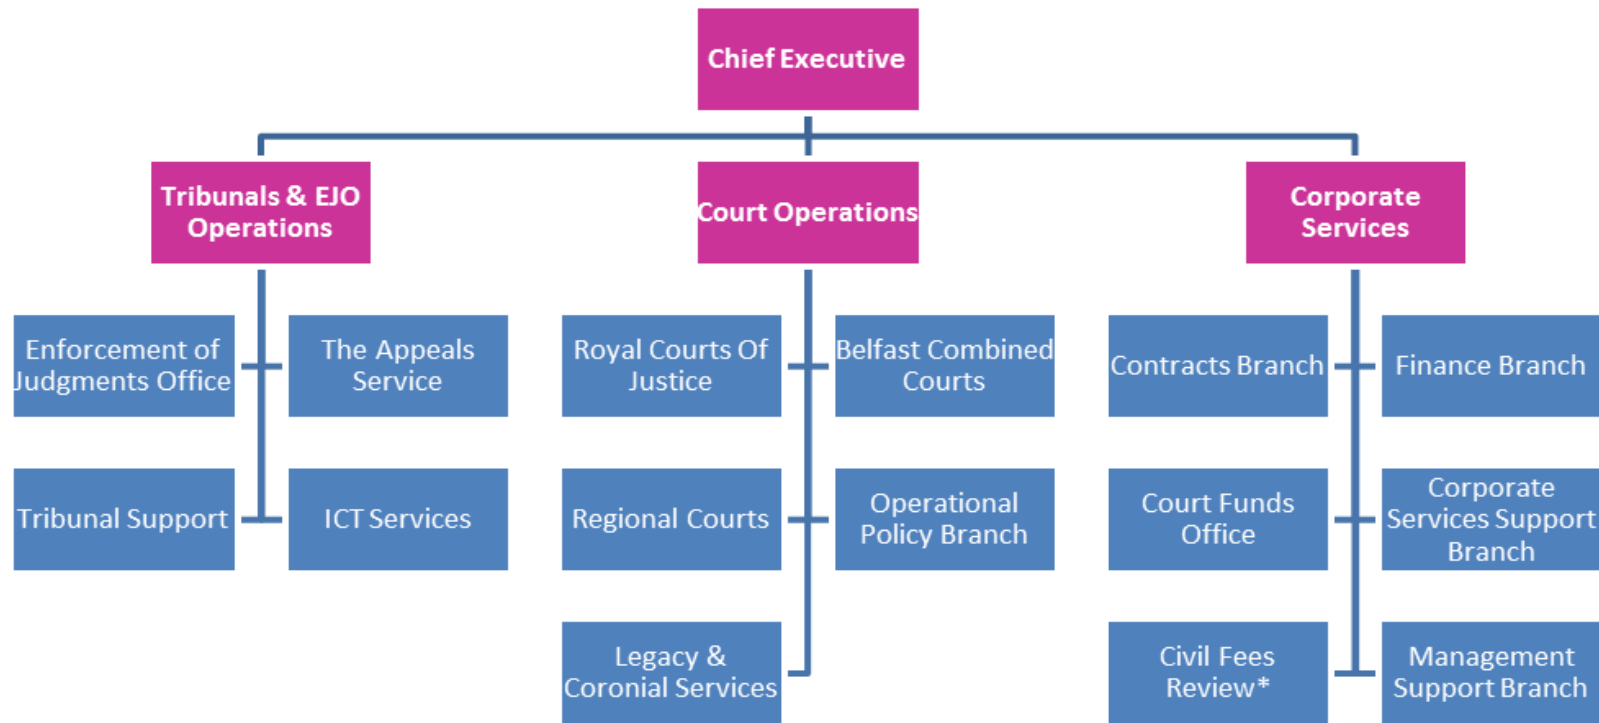 Chief Executive
Tribunals & EJO
Operations
Court Operations
Corporate
Services
Enforcement of
Judgments Office
The Appeals
Service
Royal Courts Of
Justice
Belfast Combined
Courts
Contracts Branch
Finance Branch
Tribunal Support
ICT Services
Regional Courts
Operational
Policy Branch
Court Funds
Office
Corporate
Services Support
Branch
Legacy &
Coronial Services
Civil Fees
Review*
Management
Support Branch